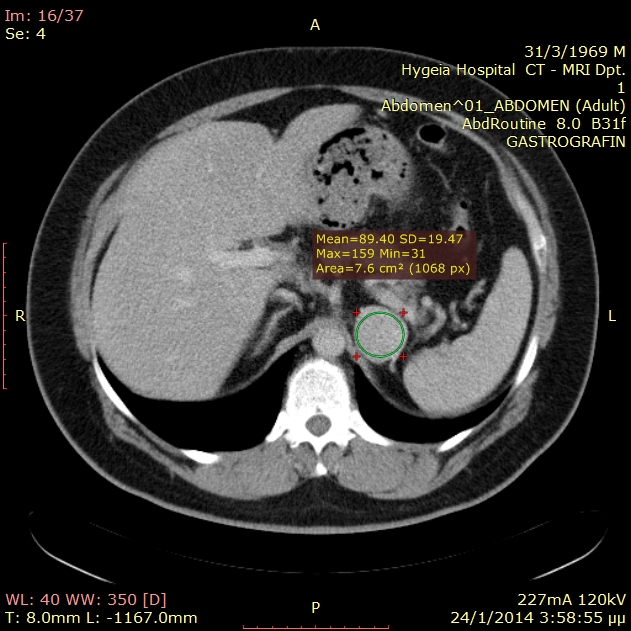 Im: 16/37
Se: 4
A
31/3/1969 M
Hygeia Hospital CT - MRI Dpt.
1
Abdomen^01_ABDOMEN (Adult)
AbdRoutine 8.0 B31f
GASTROGRAFIN
Mean=89.40 SD=19.47
Max=159 Min=31
Area=7.6 cm² (1068 px)
R
L
WL: 40 WW: 350 [D]
T: 8.0mm L: -1167.0mm
P
227mA 120kV
24/1/2014 3:58:55 μμ